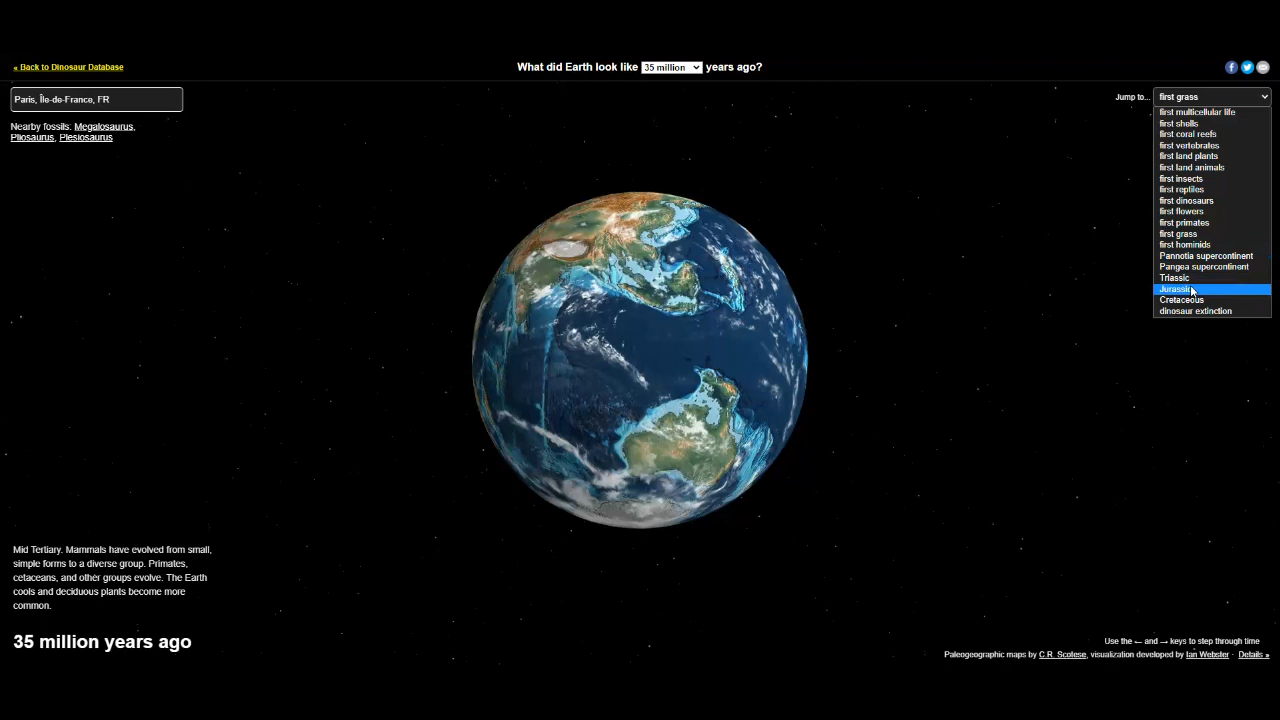 « Back to Dinosaur Database
What did Earth look like 35 million years ago?
Paris, Île-de-France, FR
Nearby fossils: Megalosaurus,
Pliosaurus, Plesiosaurus
Jump to... first grass
first multicellular life
first shells
first coral reefs
first vertebrates
first land plants
first land animals
first insects
first reptiles
first dinosaurs
first flowers
first primates
first grass
first hominids
Pannotia supercontinent
Pangea supercontinent
Triassic
Jurassic
Cretaceous
dinosaur extinction
Mid Tertiary. Mammals have evolved from small,
simple forms to a diverse group. Primates,
cetaceans, and other groups evolve. The Earth
cools and deciduous plants become more
common.
35 million years ago
Use the ← and → keys to step through time
Paleogeographic maps by C.R. Scotese, visualization developed by Ian Webster · Details »